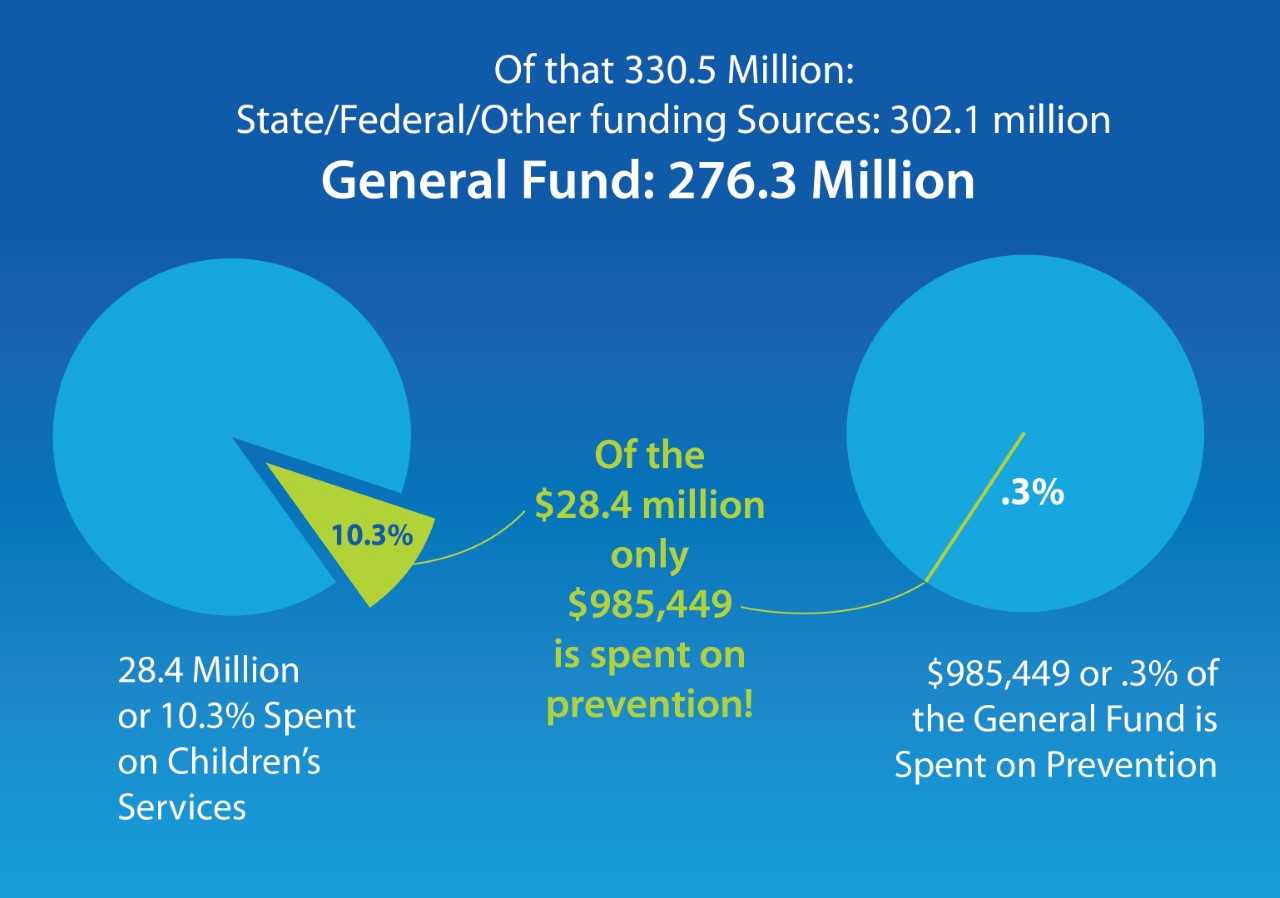 Of that 330.5 Million:
State/Federal/Other funding Sources: 302.1 million
General Fund: 276.3 Million
10.3%
Of the
$28.4 million
only
$985,449
is spent on
prevention!
.3%
28.4 Million
or 10.3% Spent
on Children’s
Services
$985,449 or .3% of
the General Fund is
Spent on Prevention